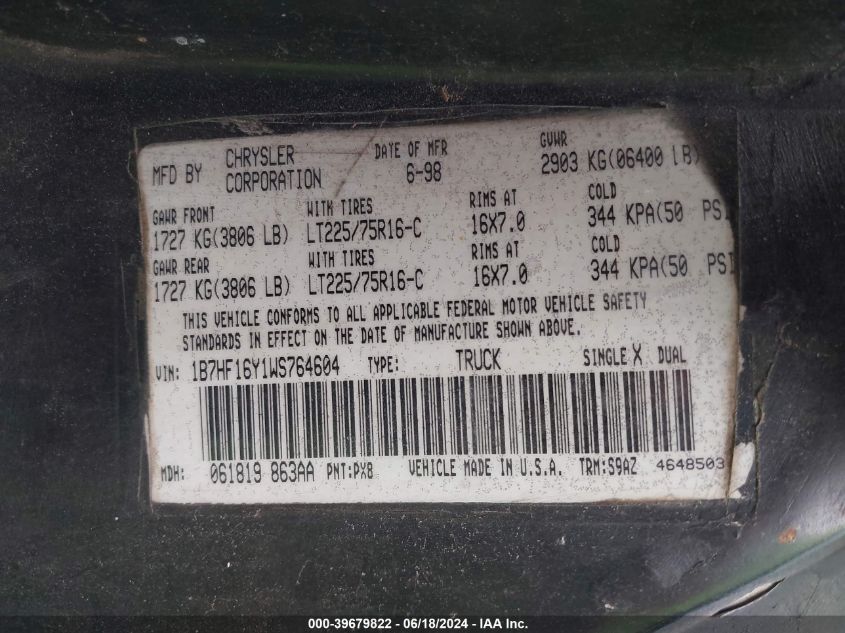 MFD BY CHRYSLER CORPORATION DATE OF MFR 6-98 GVWR 2903 KG(06400 LB)
GAWR FRONT WITH TIRES RIMS AT COLD
1727 KG(3806 LB) LT225/75R16-C 16X7.0 344 KPA(50 PSI
GAWR REAR WITH TIRES RIMS AT COLD
1727 KG(3806 LB) LT225/75R16-C 16X7.0 344 KPA(50 PSI
THIS VEHICLE CONFORMS TO ALL APPLICABLE FEDERAL MOTOR VEHICLE SAFETY
STANDARDS IN EFFECT ON THE DATE OF MANUFACTURE SHOWN ABOVE.
VIN: 1B7HF16Y1WS764604 TYPE: TRUCK SINGLE X DUAL
MDH: 061819 863AA PNT:PX8 VEHICLE MADE IN U.S.A. TRM:S9AZ 4648503
000-39679822 - 06/18/2024 - IAAI Inc.